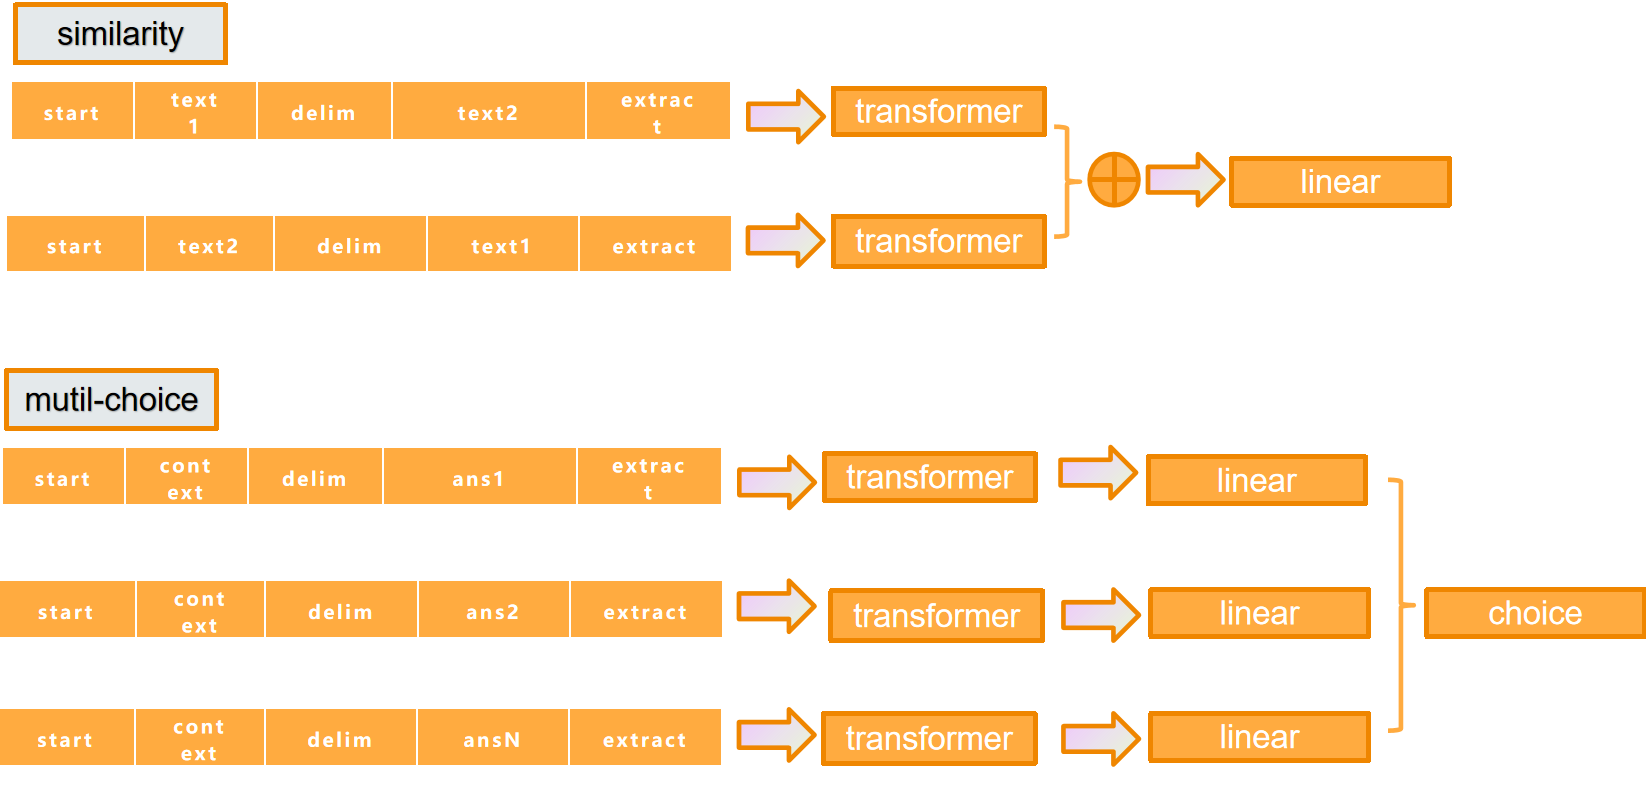 similarity
start
text
1
delim
text2
extrac
t
transformer
start
text2
delim
text1
extract
transformer
linear
mutil-choice
start
cont
ext
delim
ans1
extrac
t
transformer
linear
start
cont
ext
delim
ans2
extract
transformer
linear
choice
start
cont
ext
delim
ansN
extract
transformer
linear